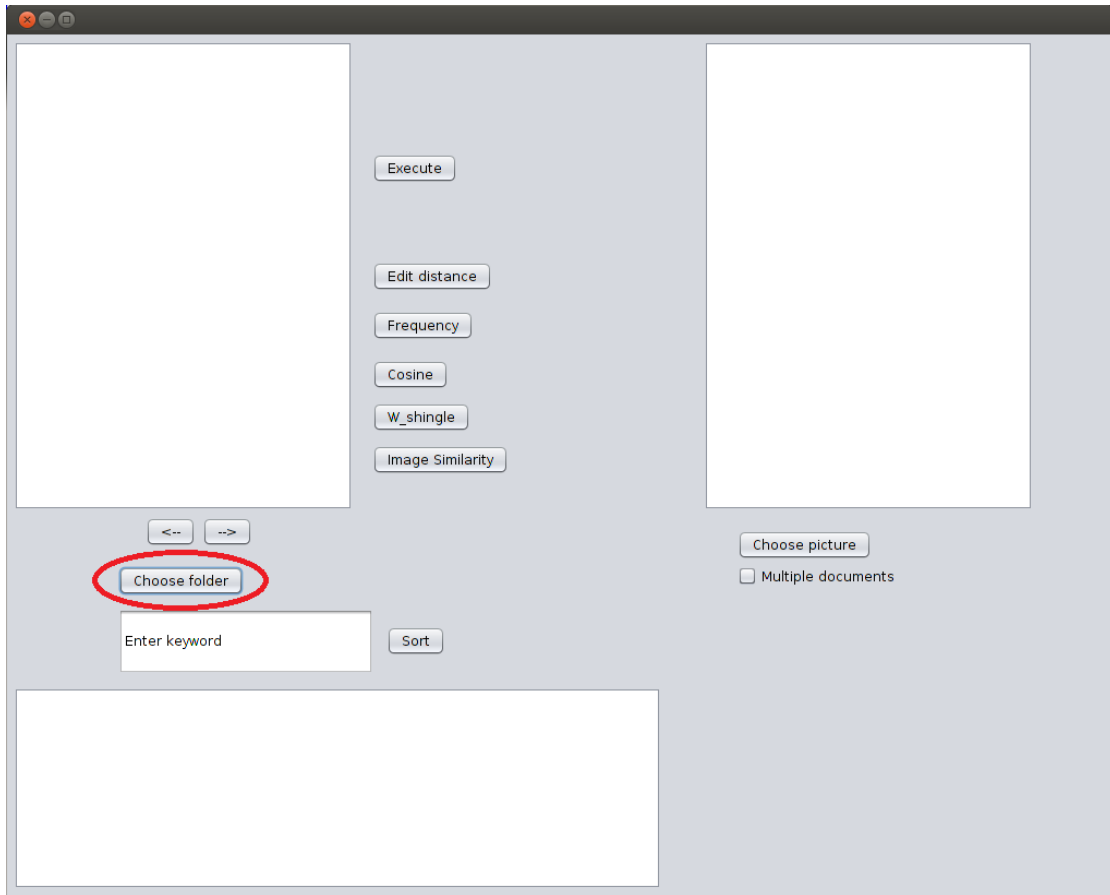 Execute
Edit distance
Frequency
Cosine
W_shingle
Image Similarity
<-- -->
Choose picture
Choose folder
Multiple documents
Enter keyword
Sort